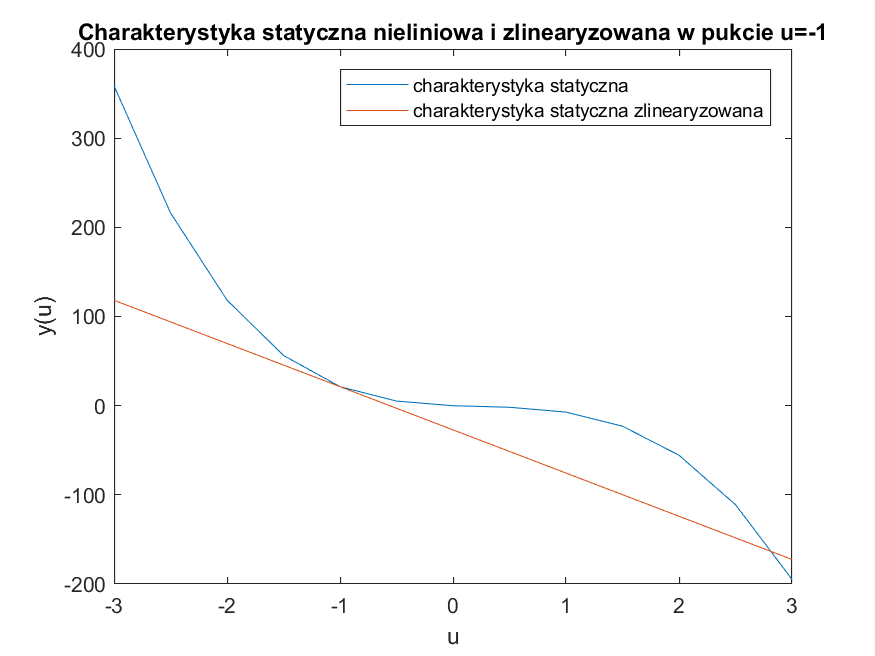 Charakterystyka statyczna nieliniowa i zlinearyzowana w pukcie u=-1
400
300
200
100
0
-100
-200
y(u)
charakterystyka statyczna
charakterystyka statyczna zlinearyzowana
-3 -2 -1 0 1 2 3
u